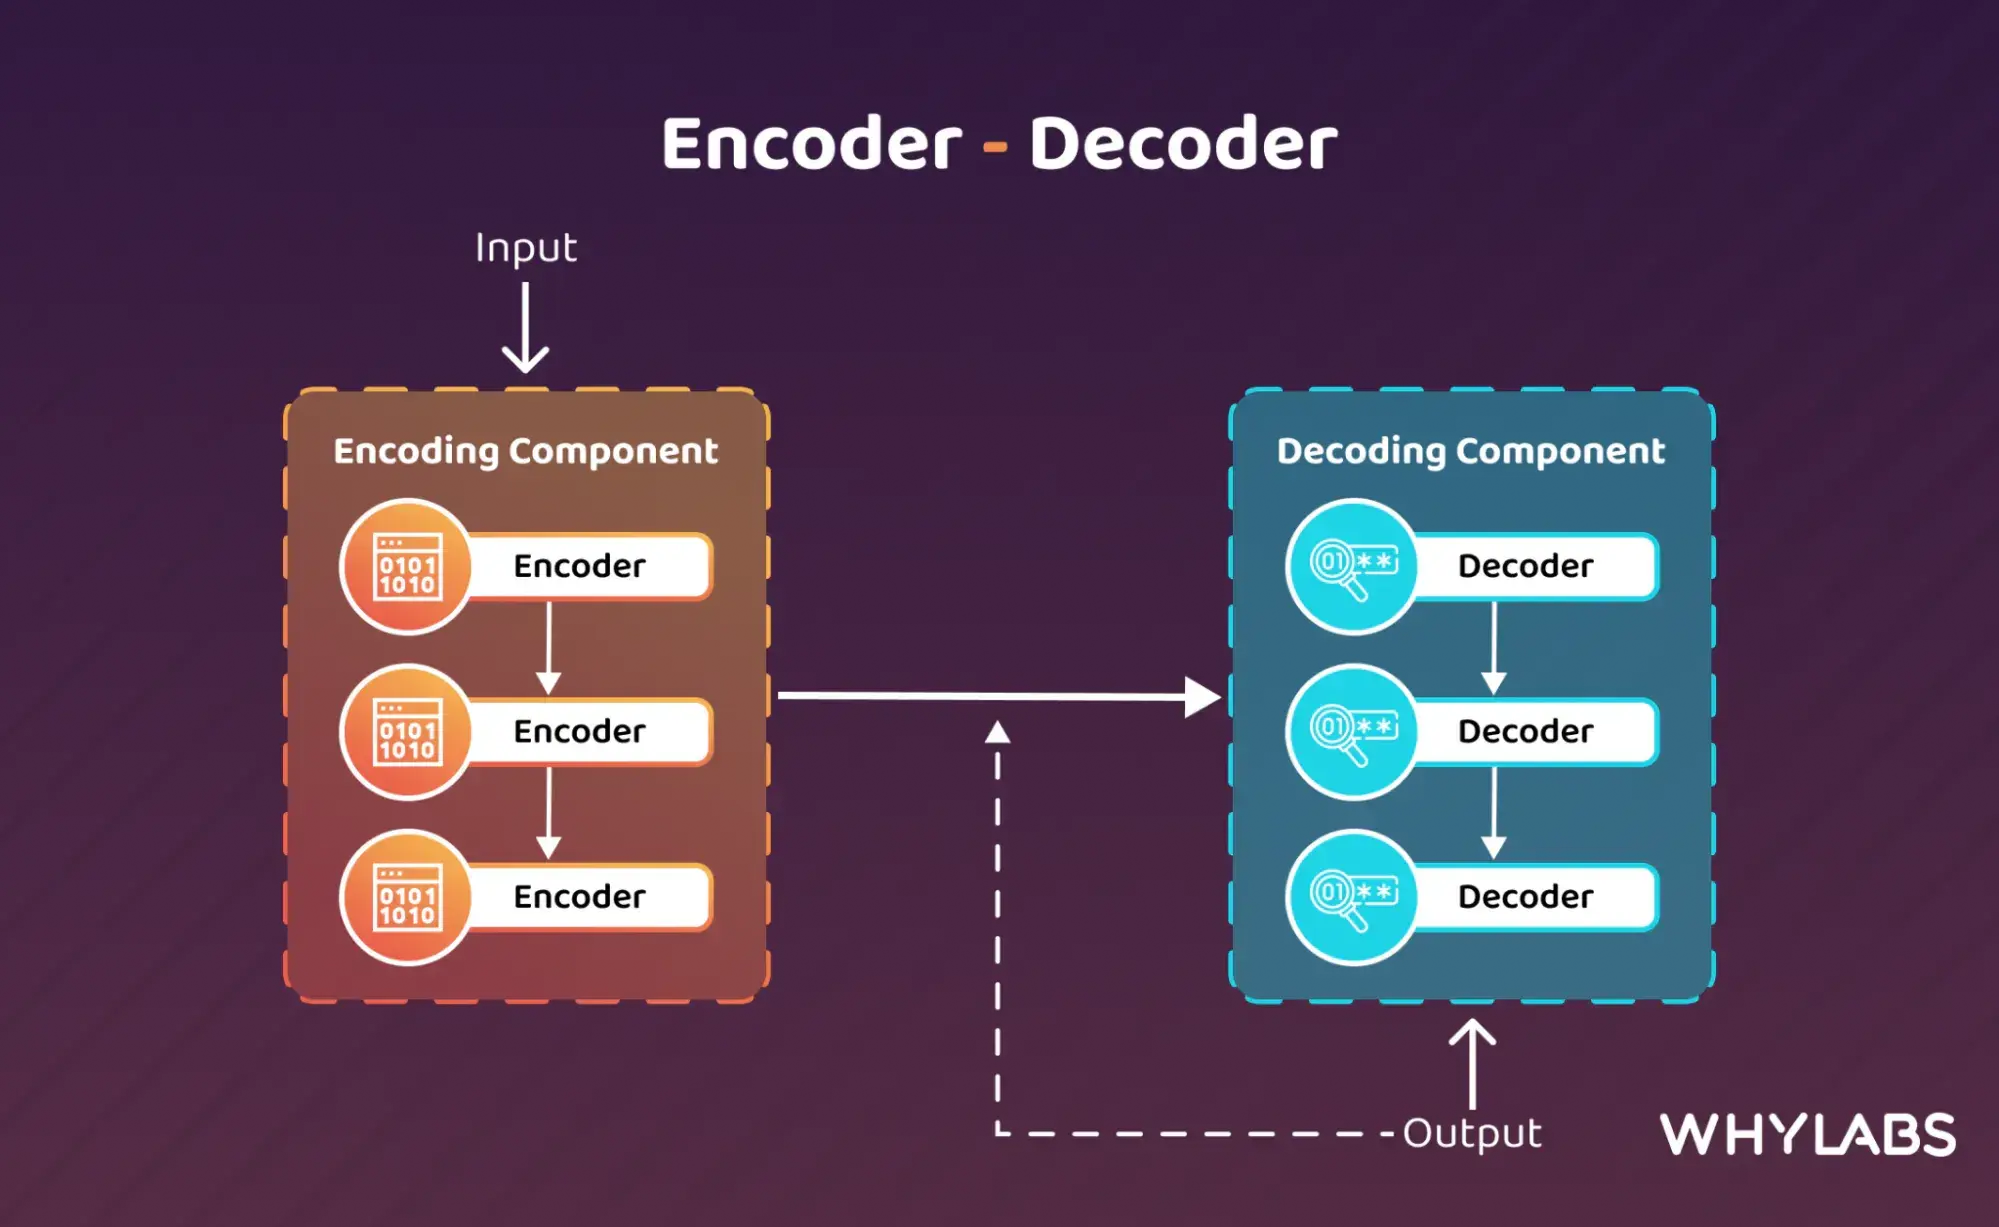 Encoder - Decoder
Input
Encoding Component
0101
1010
Encoder
0101
1010
Encoder
0101
1010
Encoder
Decoding Component
01**
Decoder
01**
Decoder
01**
Decoder
Output
WHYLABS